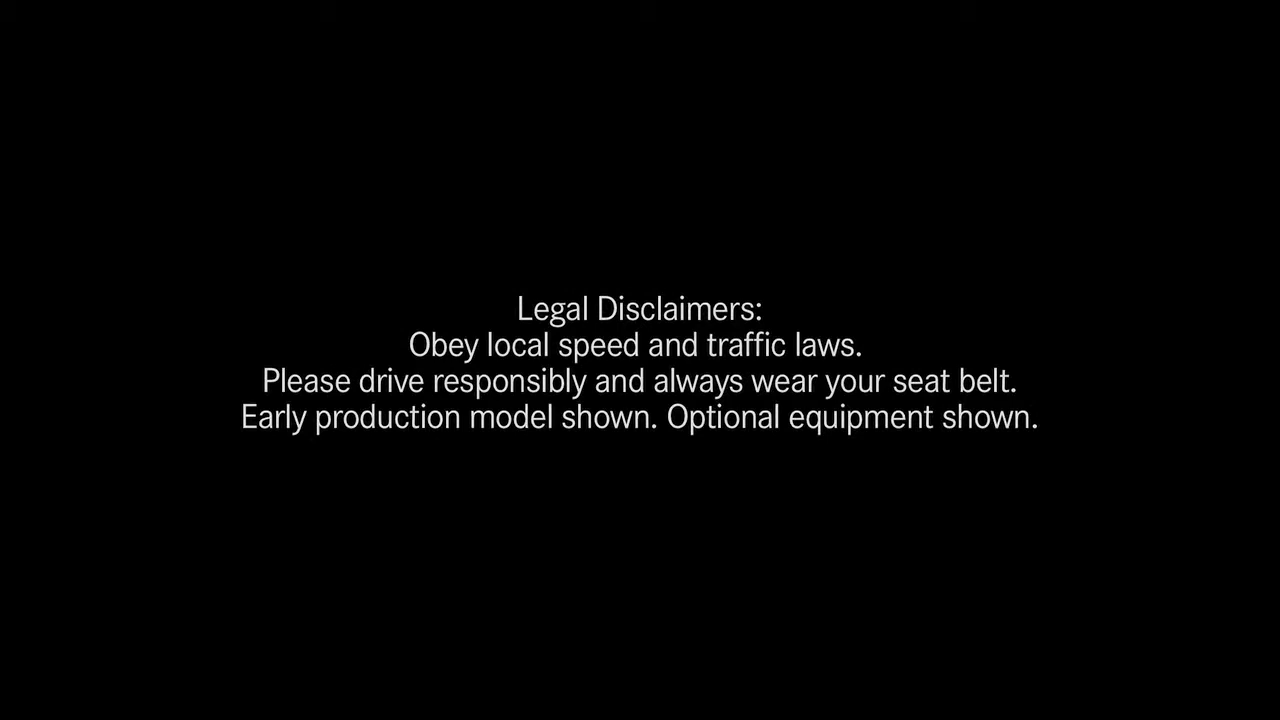 Legal Disclaimers:
Obey local speed and traffic laws.
Please drive responsibly and always wear your seat belt.
Early production model shown. Optional equipment shown.